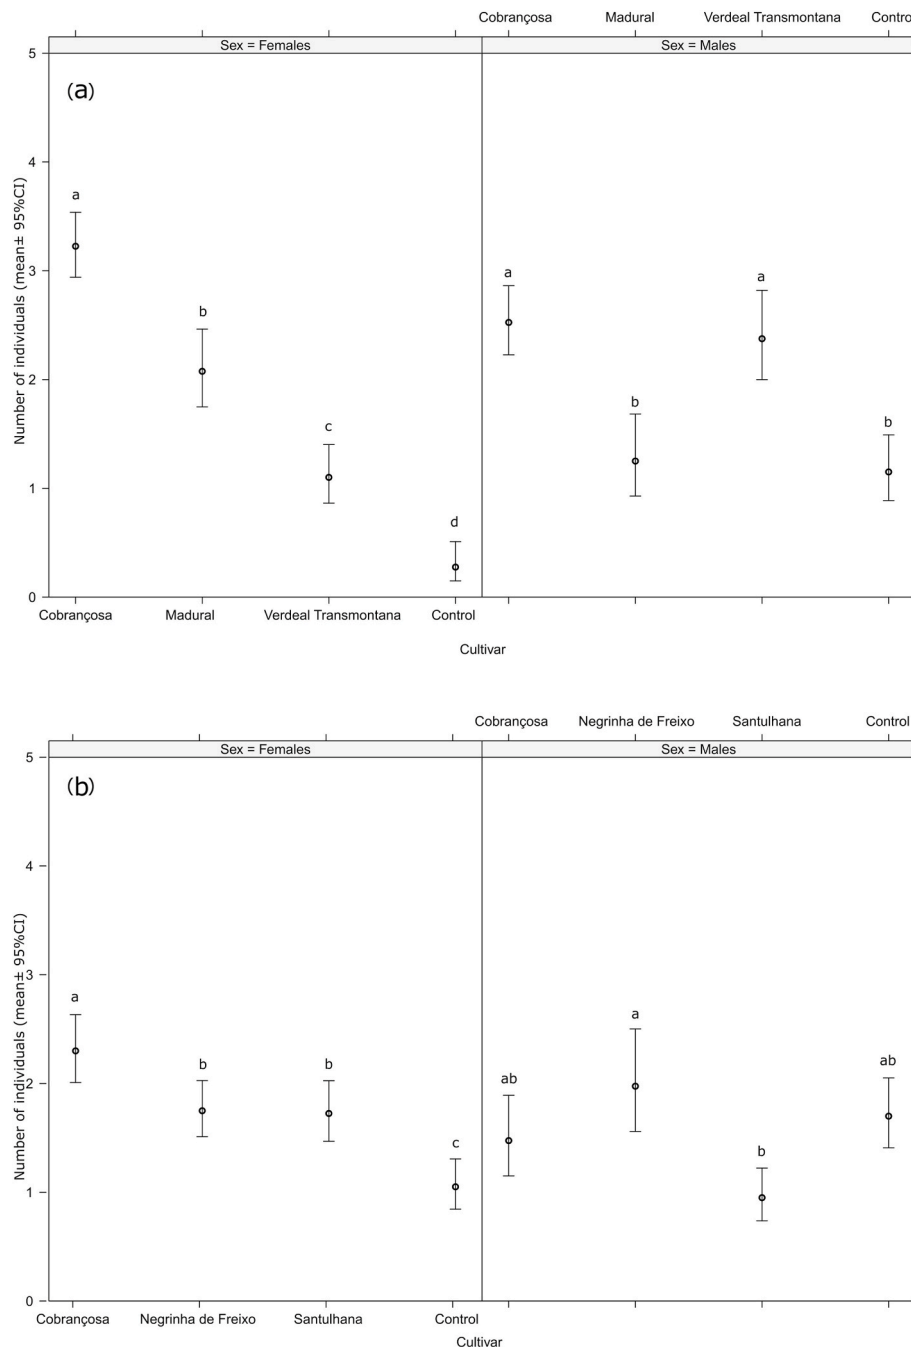 Cobrançosa Madural Verdeal Transmontana Control
Sex = Females Sex = Males
(a)
5
4
3
2
1
0
Number of individuals (mean± 95%CI)
a
b
c
d
a
b
a
b
Cobrançosa Madural Verdeal Transmontana Control
Cultivar
Cobrançosa Negrinha de Freixo Santulhana Control
Sex = Females Sex = Males
(b)
5
4
3
2
1
0
Number of individuals (mean± 95%CI)
a
b
b
c
ab
a
b
ab
Cobrançosa Negrinha de Freixo Santulhana Control
Cultivar